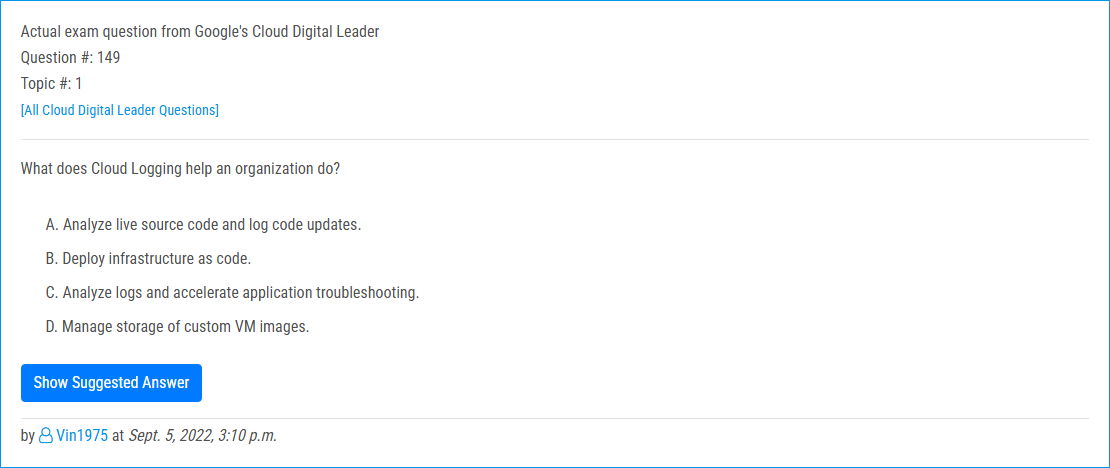 Actual exam question from Google's Cloud Digital Leader
Question #: 149
Topic #: 1
[All Cloud Digital Leader Questions]
What does Cloud Logging help an organization do?
A. Analyze live source code and log code updates.
B. Deploy infrastructure as code.
C. Analyze logs and accelerate application troubleshooting.
D. Manage storage of custom VM images.
Show Suggested Answer
by Vin1975 at Sept. 5, 2022, 3:10 p.m.